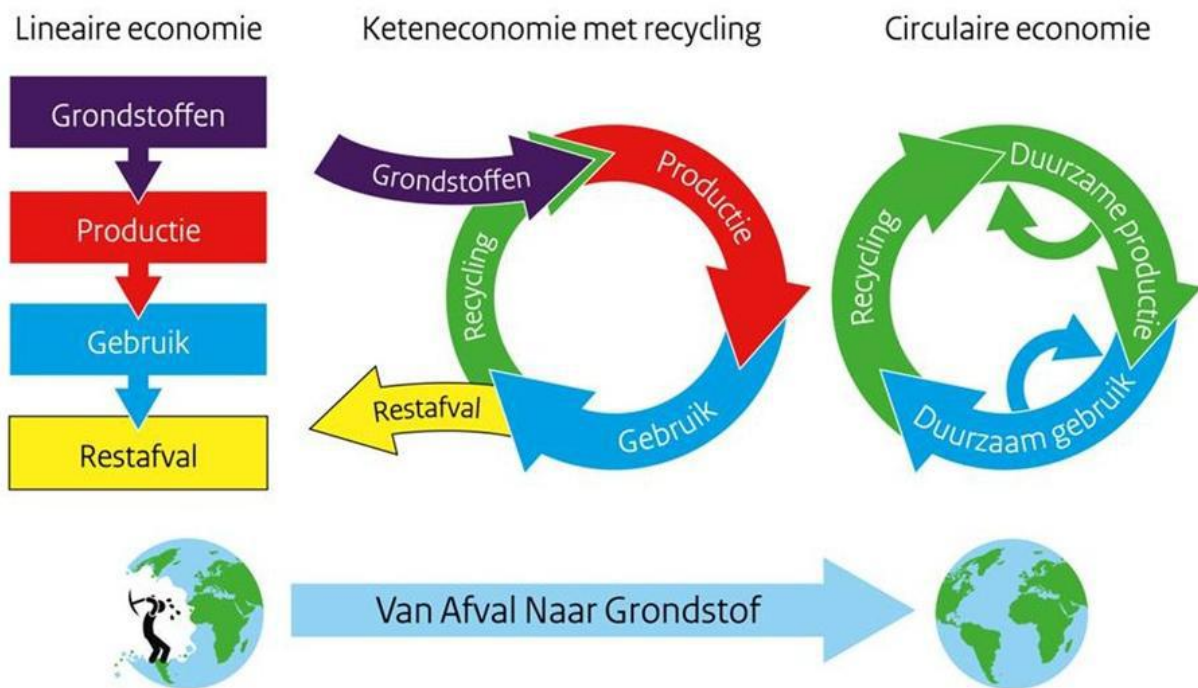 Lineaire economie
Grondstoffen
Productie
Gebruik
Restafval
Keteneconomie met recycling
Grondstoffen
Productie
Gebruik
Restafval
Recycling
Circulaire economie
Duurzame productie
Duurzaam gebruik
Recycling
Van Afval Naar Grondstof